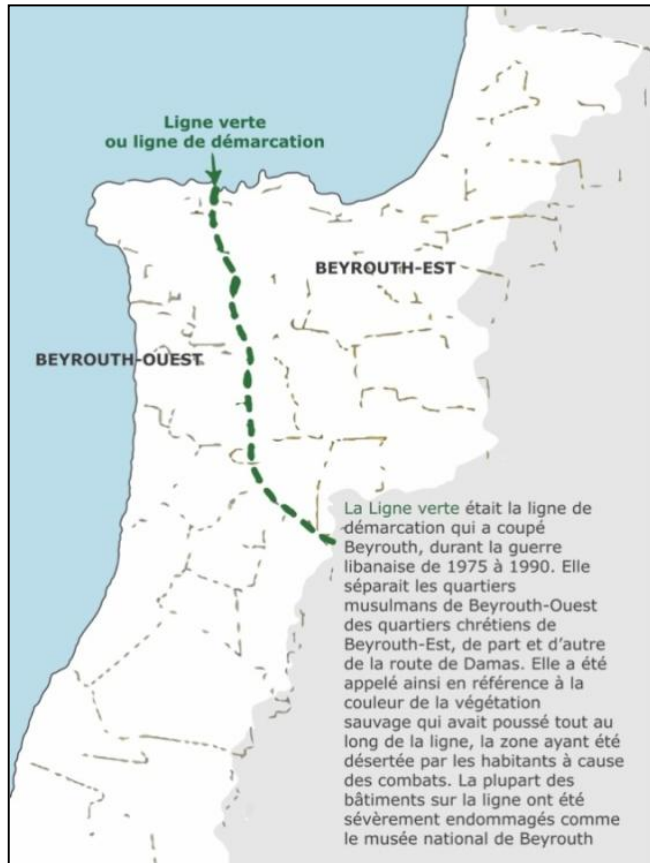 Ligne verte
ou ligne de démarcation
BEYROUTH-EST
BEYROUTH-OUEST
La Ligne verte était la ligne de
démarcation qui a coupé
Beyrouth, durant la guerre
libanaise de 1975 à 1990. Elle
séparait les quartiers
musulmans de Beyrouth-Ouest
des quartiers chrétiens de
Beyrouth-Est, de part et d’autre
de la route de Damas. Elle a été
appelé ainsi en référence à la
couleur de la végétation
sauvage qui avait poussé tout au
long de la ligne, la zone ayant été
désertée par les habitants à cause
des combats. La plupart des
bâtiments sur la ligne ont été
sévèrement endommagés comme
le musée national de Beyrouth